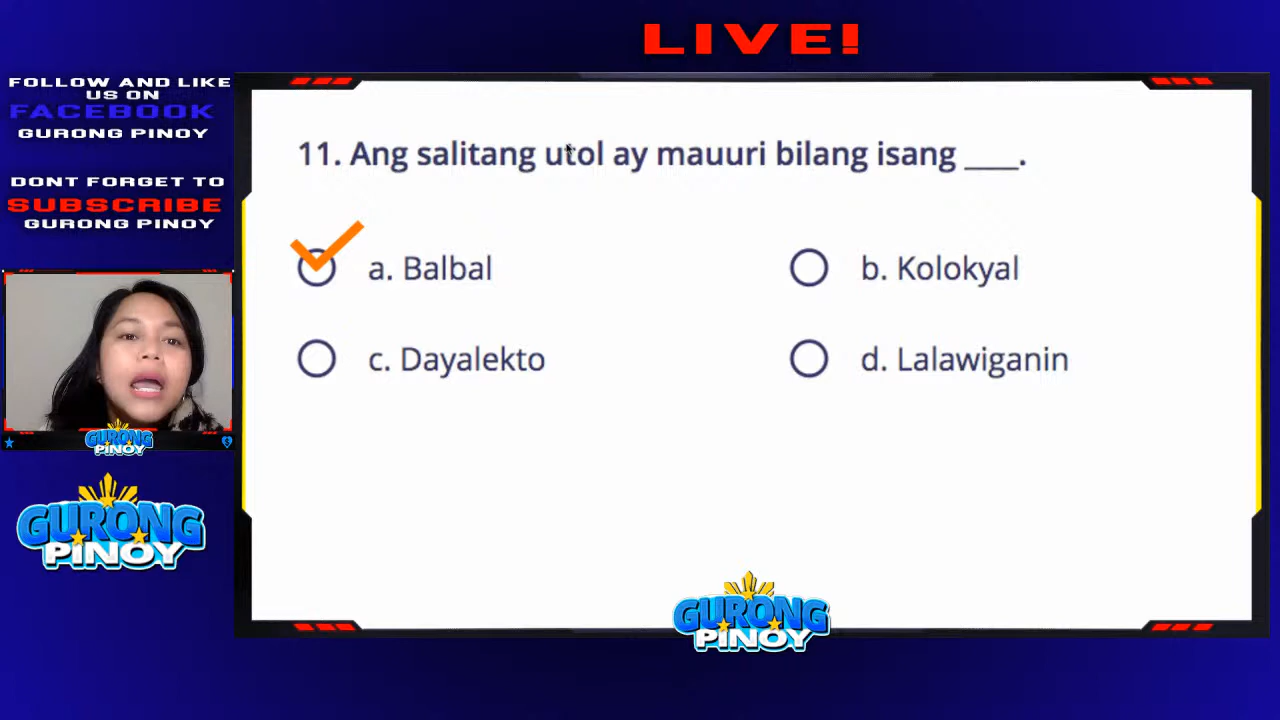 LIVE!
FOLLOW AND LIKE
US ON
FACEBOOK
GURONG PINOY
DONT FORGET TO
SUBSCRIBE
GURONG PINOY
11. Ang salitang utol ay mauuri bilang isang ____.
a. Balbal
b. Kolokyal
c. Dayalekto
d. Lalawiganin
GURONG
PINOY
GURONG
PINOY
GURONG
PINOY